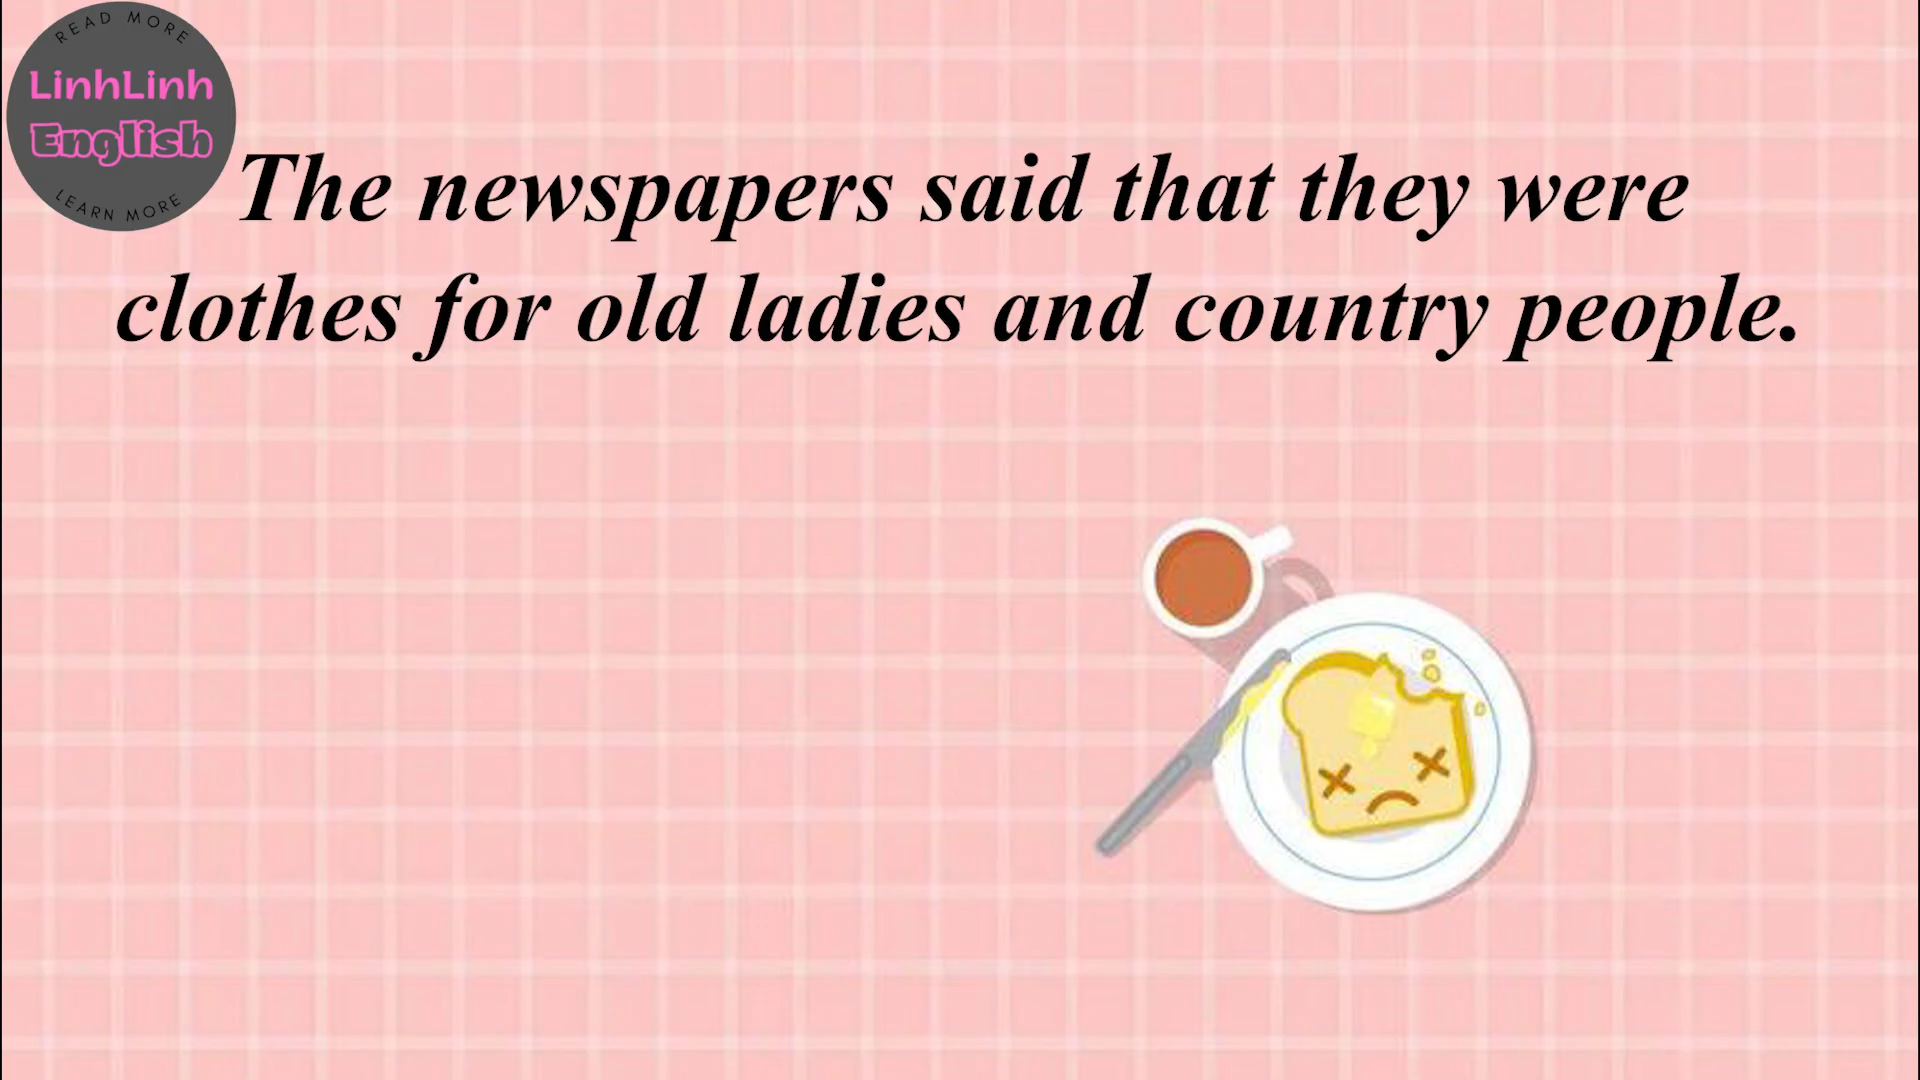 READ MORE
LinhLinh
English
LEARN MORE
The newspapers said that they were
clothes for old ladies and country people.